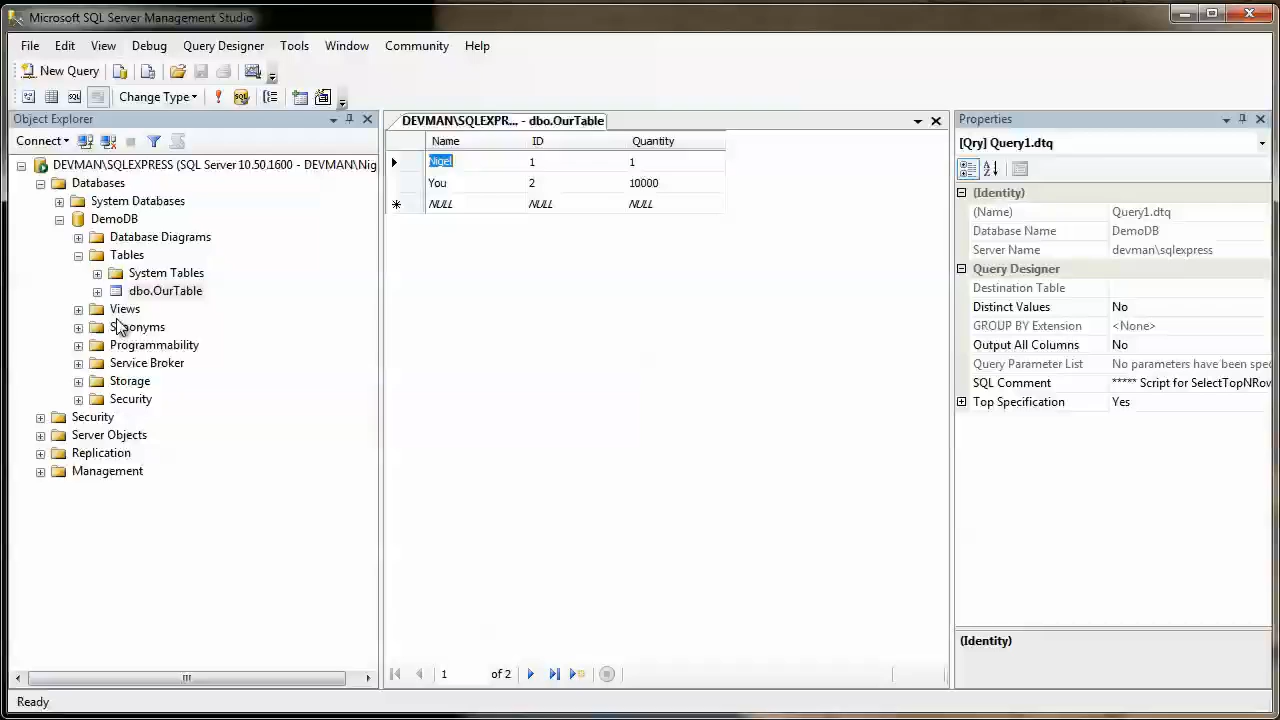 Microsoft SQL Server Management Studio
File Edit View Debug Query Designer Tools Window Community Help
New Query
SQL Change Type SQL
Object Explorer
DEVMAN\SQLEXPR... - dbo.OurTable
Properties
Connect
[Qry] Query1.dtq
DEVMAN\SQLEXPRESS (SQL Server 10.50.1600 - DEVMAN\Nig
Databases
System Databases
DemoDB
Database Diagrams
Tables
System Tables
dbo.OurTable
Views
Synonyms
Programmability
Service Broker
Storage
Security
Security
Server Objects
Replication
Management
Name ID Quantity
Nigel 1 1
You 2 10000
NULL NULL NULL
1 of 2
(Identity)
(Name) Query1.dtq
Database Name DemoDB
Server Name devman\sqlexpress
Query Designer
Destination Table
Distinct Values No
GROUP BY Extension <None>
Output All Columns No
Query Parameter List No parameters have been spec
SQL Comment ***** Script for SelectTopNRov
Top Specification Yes
(Identity)
Ready